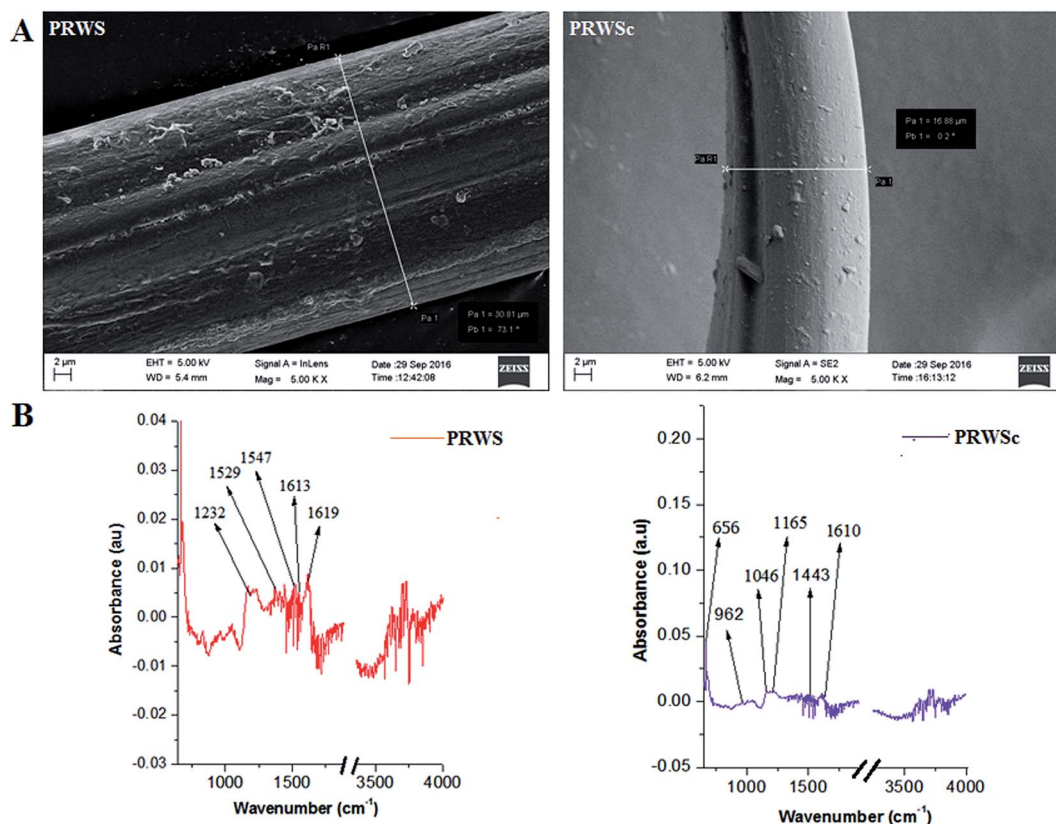 A
PRWS
Pa R1
Pa 1
Pa 1 = 30.81 µm
Pb 1 = 73.1 °
2 µm
EHT = 5.00 kV
WD = 5.4 mm
Signal A = InLens
Mag = 5.00 K X
Date :29 Sep 2016
Time :12:42:08
ZEISS
PRWSc
Pa 1 = 16.88 µm
Pb 1 = 0.2 °
Pa R1
Pa 1
2 µm
EHT = 5.00 kV
WD = 6.2 mm
Signal A = SE2
Mag = 5.00 K X
Date :29 Sep 2016
Time :16:13:12
ZEISS
B
PRWS
1547
1529
1613
1232
1619
0.04
0.03
0.02
0.01
0.00
-0.01
-0.02
-0.03
Absorbance (au)
1000
1500
3500
4000
Wavenumber (cm⁻¹)
PRWSc
656
1165
1610
1046
1443
962
0.20
0.15
0.10
0.05
0.00
-0.05
Absorbance (a.u)
1000
1500
3500
4000
Wavenumber (cm⁻¹)